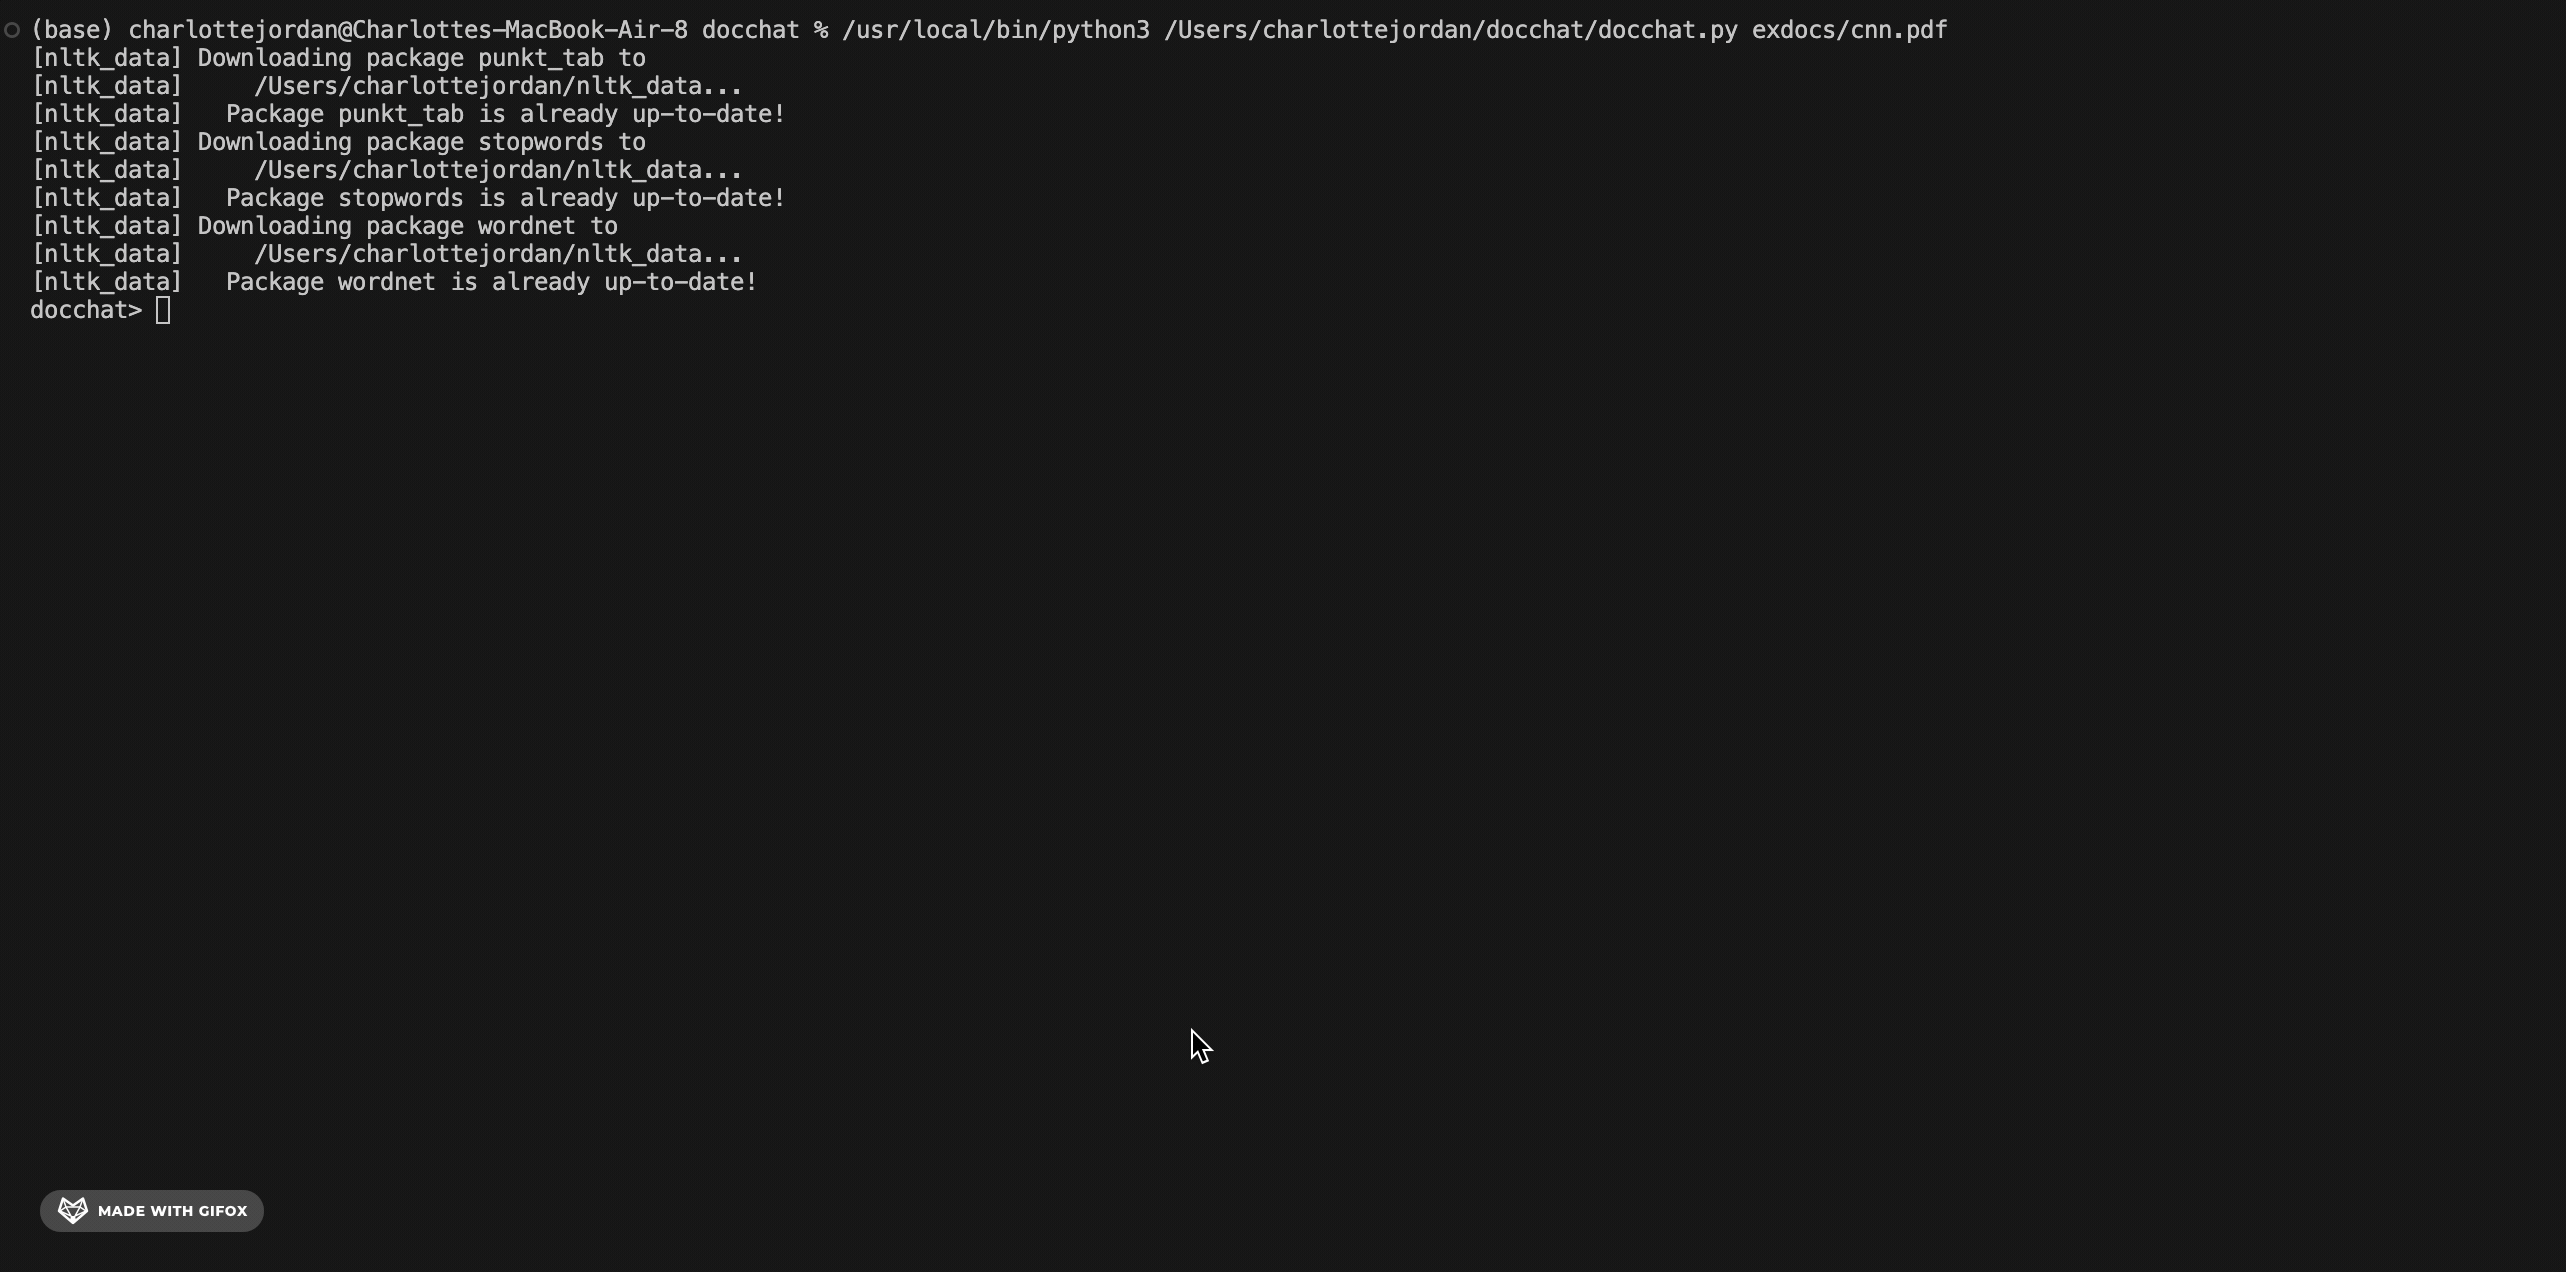 (base) charlottejordan@Charlottes-MacBook-Air-8 docchat % /usr/local/bin/python3 /Users/charlottejordan/docchat/docchat.py exdocs/cnn.pdf
[nltk_data] Downloading package punkt_tab to
[nltk_data]     /Users/charlottejordan/nltk_data...
[nltk_data]   Package punkt_tab is already up-to-date!
[nltk_data] Downloading package stopwords to
[nltk_data]     /Users/charlottejordan/nltk_data...
[nltk_data]   Package stopwords is already up-to-date!
[nltk_data] Downloading package wordnet to
[nltk_data]     /Users/charlottejordan/nltk_data...
[nltk_data]   Package wordnet is already up-to-date!
docchat>
MADE WITH GIFOX